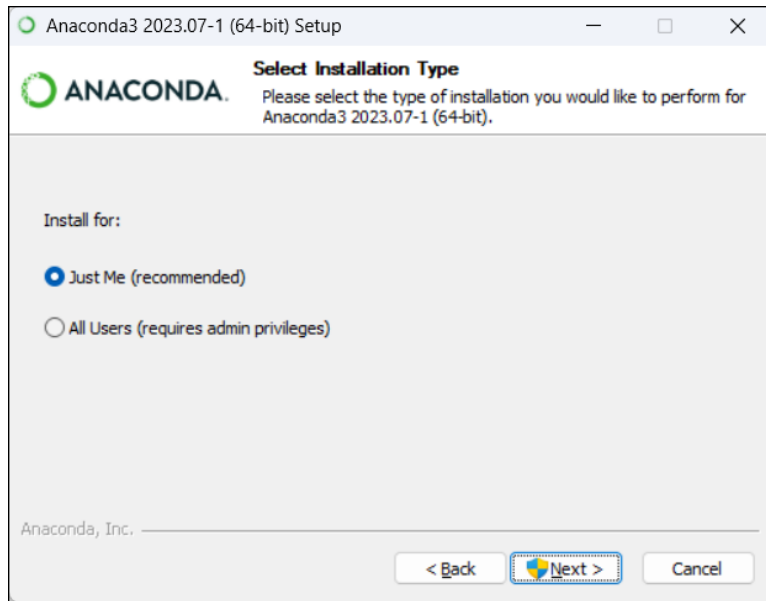 Anaconda3 2023.07-1 (64-bit) Setup
ANACONDA.
Select Installation Type
Please select the type of installation you would like to perform for
Anaconda3 2023.07-1 (64-bit).
Install for:
Just Me (recommended)
All Users (requires admin privileges)
Anaconda, Inc.
< Back
Next >
Cancel